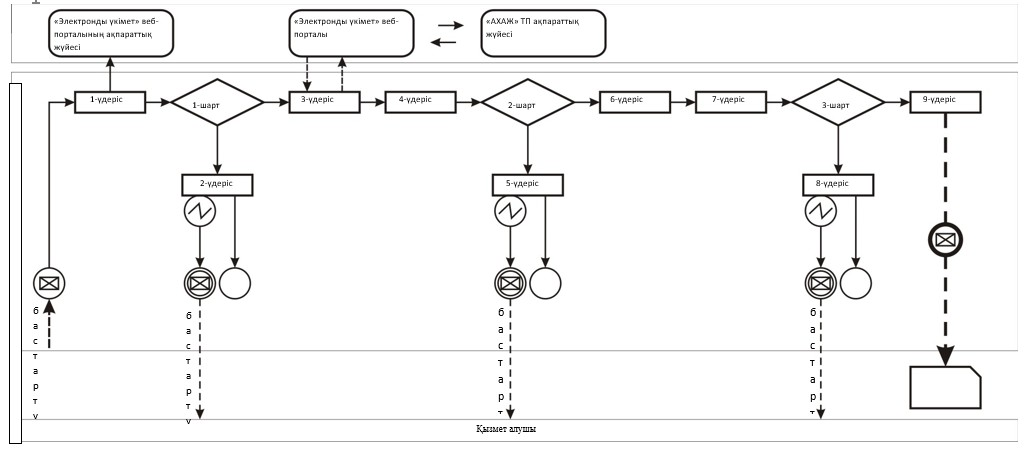 «Электронды үкімет» веб-
порталының ақпараттық
жүйесі
«Электронды үкімет» веб-
порталы
«АХАЖ» ТП ақпараттық
жүйесі
1-үдеріс
1-шарт
3-үдеріс
4-үдеріс
2-шарт
6-үдеріс
7-үдеріс
3-шарт
9-үдеріс
2-үдеріс
5-үдеріс
8-үдеріс
б
а
с
т
а
р
т
у
б
а
с
т
а
р
т
у
б
а
с
т
а
р
т
б
а
с
т
а
р
т
Қызмет алушы